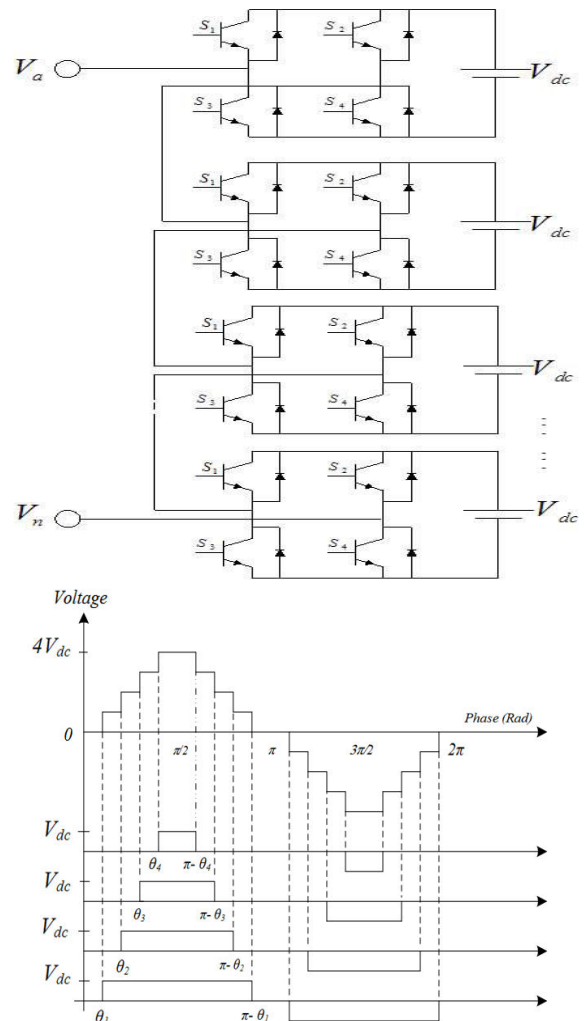 S1 S2
Va Vdc
S3 S4
S1 S2
Vdc
S3 S4
S1 S2
Vdc
S3 S4
S1 S2
Vn Vdc
S3 S4
Voltage
4Vdc
Phase (Rad)
0 π/2 π 3π/2 2π
Vdc
θ4 π- θ4
Vdc
θ3 π- θ3
Vdc
θ2 π- θ2
Vdc
θ1 π- θ1